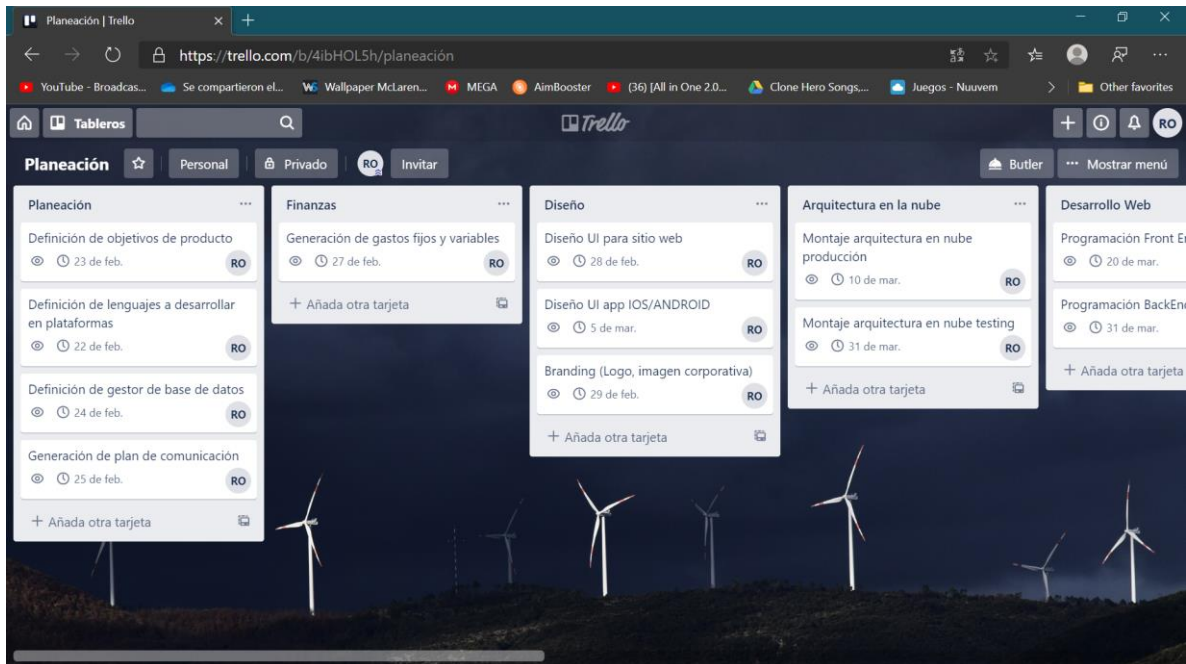 Planeación | Trello
https://trello.com/b/4ibHOL5h/planeación
YouTube - Broadcas...
Se compartieron el...
Wallpaper McLaren...
MEGA
AimBooster
(36) [All in One 2.0...
Clone Hero Songs,...
Juegos - Nuuvem
Other favorites
Tableros
Trello
RO
Planeación
Personal
Privado
RO
Invitar
Butler
Mostrar menú
Planeación
Definición de objetivos de producto
23 de feb.
RO
Definición de lenguajes a desarrollar
en plataformas
22 de feb.
RO
Definición de gestor de base de datos
24 de feb.
RO
Generación de plan de comunicación
25 de feb.
RO
+ Añada otra tarjeta
Finanzas
Generación de gastos fijos y variables
27 de feb.
RO
+ Añada otra tarjeta
Diseño
Diseño UI para sitio web
28 de feb.
RO
Diseño UI app IOS/ANDROID
5 de mar.
RO
Branding (Logo, imagen corporativa)
29 de feb.
RO
+ Añada otra tarjeta
Arquitectura en la nube
Montaje arquitectura en nube
producción
10 de mar.
RO
Montaje arquitectura en nube testing
31 de mar.
RO
+ Añada otra tarjeta
Desarrollo Web
Programación Front
20 de mar.
Programación
31 de mar.
+ Añada otra tarjeta